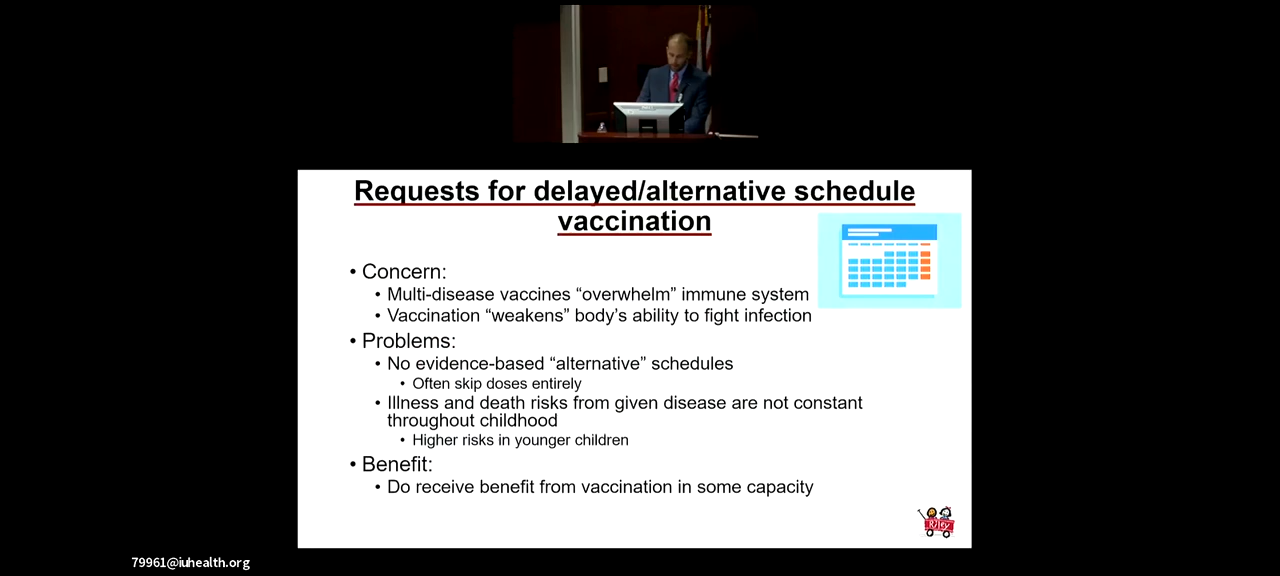 Requests for delayed/alternative schedule
vaccination
• Concern:
• Multi-disease vaccines “overwhelm” immune system
• Vaccination “weakens” body’s ability to fight infection
• Problems:
• No evidence-based “alternative” schedules
• Often skip doses entirely
• Illness and death risks from given disease are not constant
throughout childhood
• Higher risks in younger children
• Benefit:
• Do receive benefit from vaccination in some capacity
Riley
79961@iuhealth.org